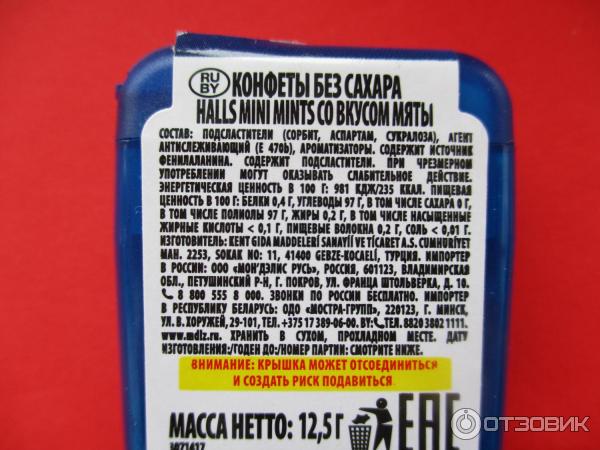 RU BY КОНФЕТЫ БЕЗ САХАРА
HALLS MINI MINTS СО ВКУСОМ МЯТЫ
СОСТАВ: ПОДСЛАСТИТЕЛИ (СОРБИТ, АСПАРТАМ, СУКРАЛОЗА), АГЕНТ
АНТИСЛЕЖИВАЮЩИЙ (Е 470b), АРОМАТИЗАТОРЫ. СОДЕРЖИТ ИСТОЧНИК
ФЕНИЛАЛАНИНА. СОДЕРЖИТ ПОДСЛАСТИТЕЛИ. ПРИ ЧРЕЗМЕРНОМ
УПОТРЕБЛЕНИИ МОГУТ ОКАЗЫВАТЬ СЛАБИТЕЛЬНОЕ ДЕЙСТВИЕ.
ЭНЕРГЕТИЧЕСКАЯ ЦЕННОСТЬ В 100 Г: 981 КДЖ/235 ККАЛ. ПИЩЕВАЯ
ЦЕННОСТЬ В 100 Г: БЕЛКИ 0,4 Г, УГЛЕВОДЫ 97 Г, В ТОМ ЧИСЛЕ САХАРА 0 Г,
В ТОМ ЧИСЛЕ ПОЛИОЛЫ 97 Г, ЖИРЫ 0,2 Г, В ТОМ ЧИСЛЕ НАСЫЩЕННЫЕ
ЖИРНЫЕ КИСЛОТЫ < 0,1 Г, ПИЩЕВЫЕ ВОЛОКНА 0,2 Г, СОЛЬ < 0,01 Г.
ИЗГОТОВИТЕЛЬ: KENT GIDA MADDELERİ SANAYİİ VE TİCARET A.S. CUMHURİYET
MAH. 2253, SOKAK NO: 11, 41400 GEBZE-KOCAELİ, ТУРЦИЯ. ИМПОРТЕР
В РОССИИ: ООО «МОН'ДЭЛИС РУСЬ», РОССИЯ, 601123, ВЛАДИМИРСКАЯ
ОБЛ., ПЕТУШИНСКИЙ Р-Н, Г. ПОКРОВ, УЛ. ФРАНЦА ШТОЛЬВЕРКА, Д. 10.
8 800 555 8 000. ЗВОНКИ ПО РОССИИ БЕСПЛАТНО. ИМПОРТЕР
В РЕСПУБЛИКУ БЕЛАРУСЬ: ОДО «МОСТРА-ГРУПП», 220123, Г. МИНСК,
УЛ. В. ХОРУЖЕЙ, 29-101, ТЕЛ. +375 17 389-06-00. BY: ТЕЛ. 8820 3802 1111.
www.mdlz.ru. ХРАНИТЬ В СУХОМ, ПРОХЛАДНОМ МЕСТЕ. ДАТУ
ИЗГОТОВЛЕНИЯ:/ГОДЕН ДО:/НОМЕР ПАРТИИ: СМОТРИТЕ НИЖЕ.
ВНИМАНИЕ: КРЫШКА МОЖЕТ ОТСОЕДИНИТЬСЯ
И СОЗДАТЬ РИСК ПОДАВИТЬСЯ.
МАССА НЕТТО: 12,5 Г EAC
ОТЗОВИК